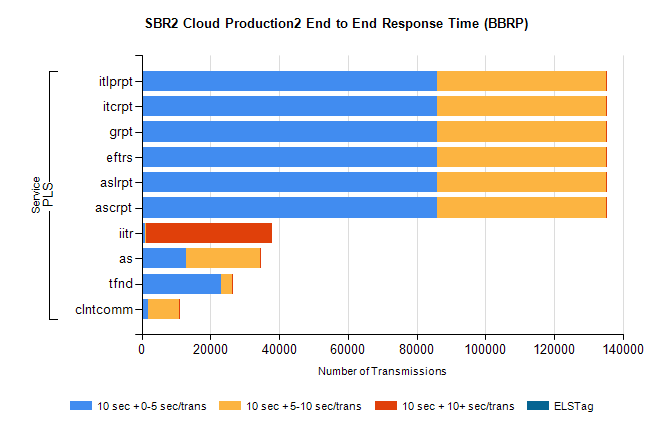 SBR2 Cloud Production2 End to End Response Time (BBRP)
Service
PLS
itlprpt
itcrpt
grpt
eftrs
aslrpt
ascrpt
iitr
as
tfnd
clntcomm
0 20000 40000 60000 80000 100000 120000 140000
Number of Transmissions
10 sec +0-5 sec/trans 10 sec +5-10 sec/trans 10 sec + 10+ sec/trans ELSTag